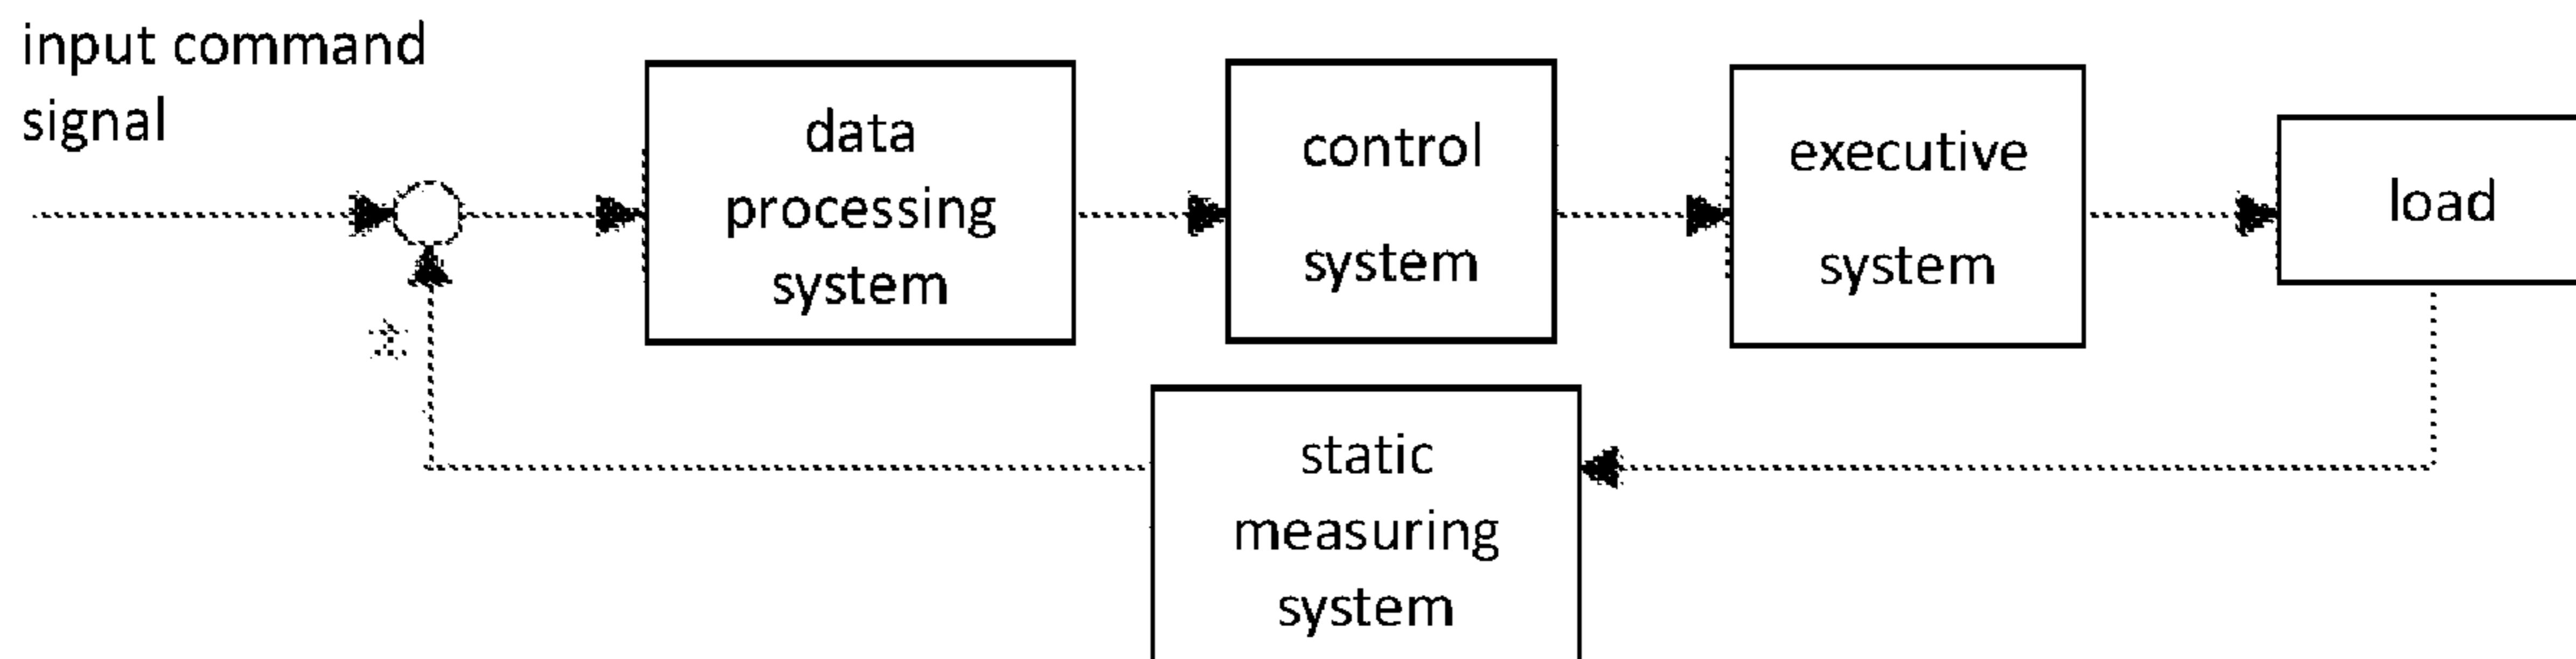 input command
signal
data
processing
system
control
system
executive
system
load
static
measuring
system